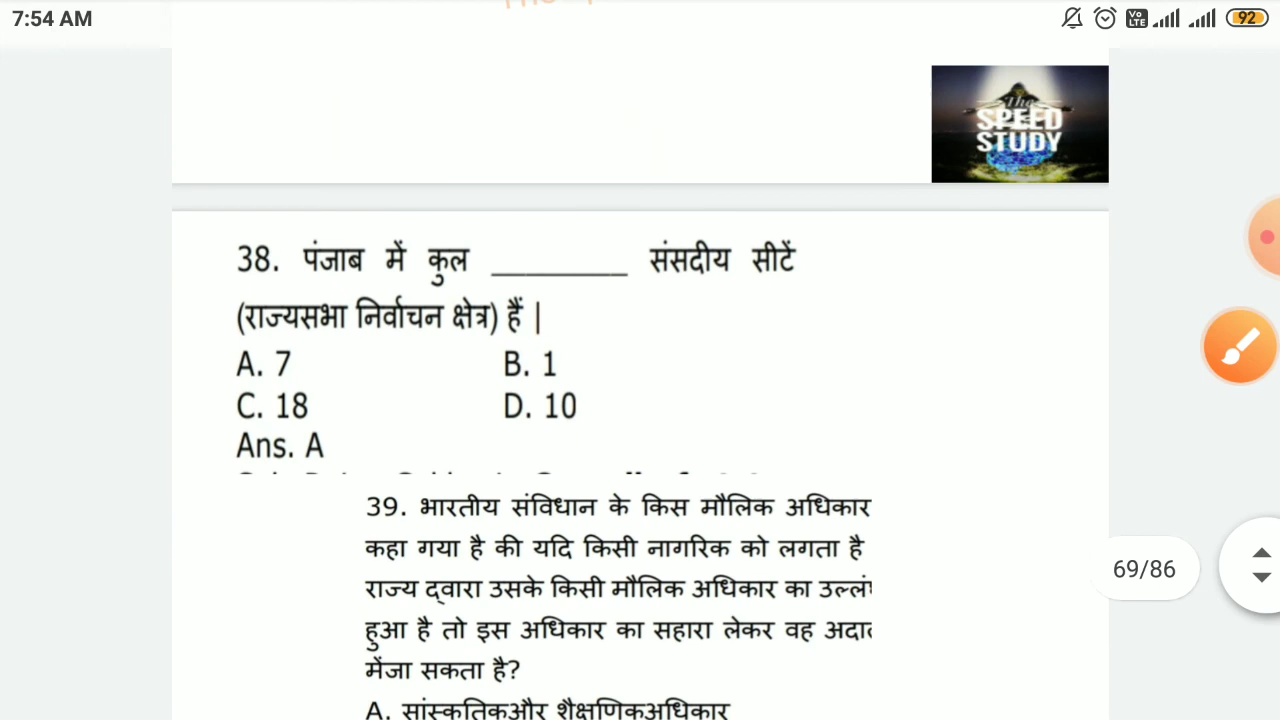 7:54 AM
Vo LTE
92
The
SPEED
STUDY
38. पंजाब में कुल ________ संसदीय सीटें
(राज्यसभा निर्वाचन क्षेत्र) हैं |
A. 7 B. 1
C. 18 D. 10
Ans. A
39. भारतीय संविधान के किस मौलिक अधिकार
कहा गया है की यदि किसी नागरिक को लगता है
राज्य द्वारा उसके किसी मौलिक अधिकार का
हुआ है तो इस अधिकार का सहारा लेकर वह
69/86
मेंजा सकता है?
A. सांस्कृतिकऔर शैक्षणिकअधिकार